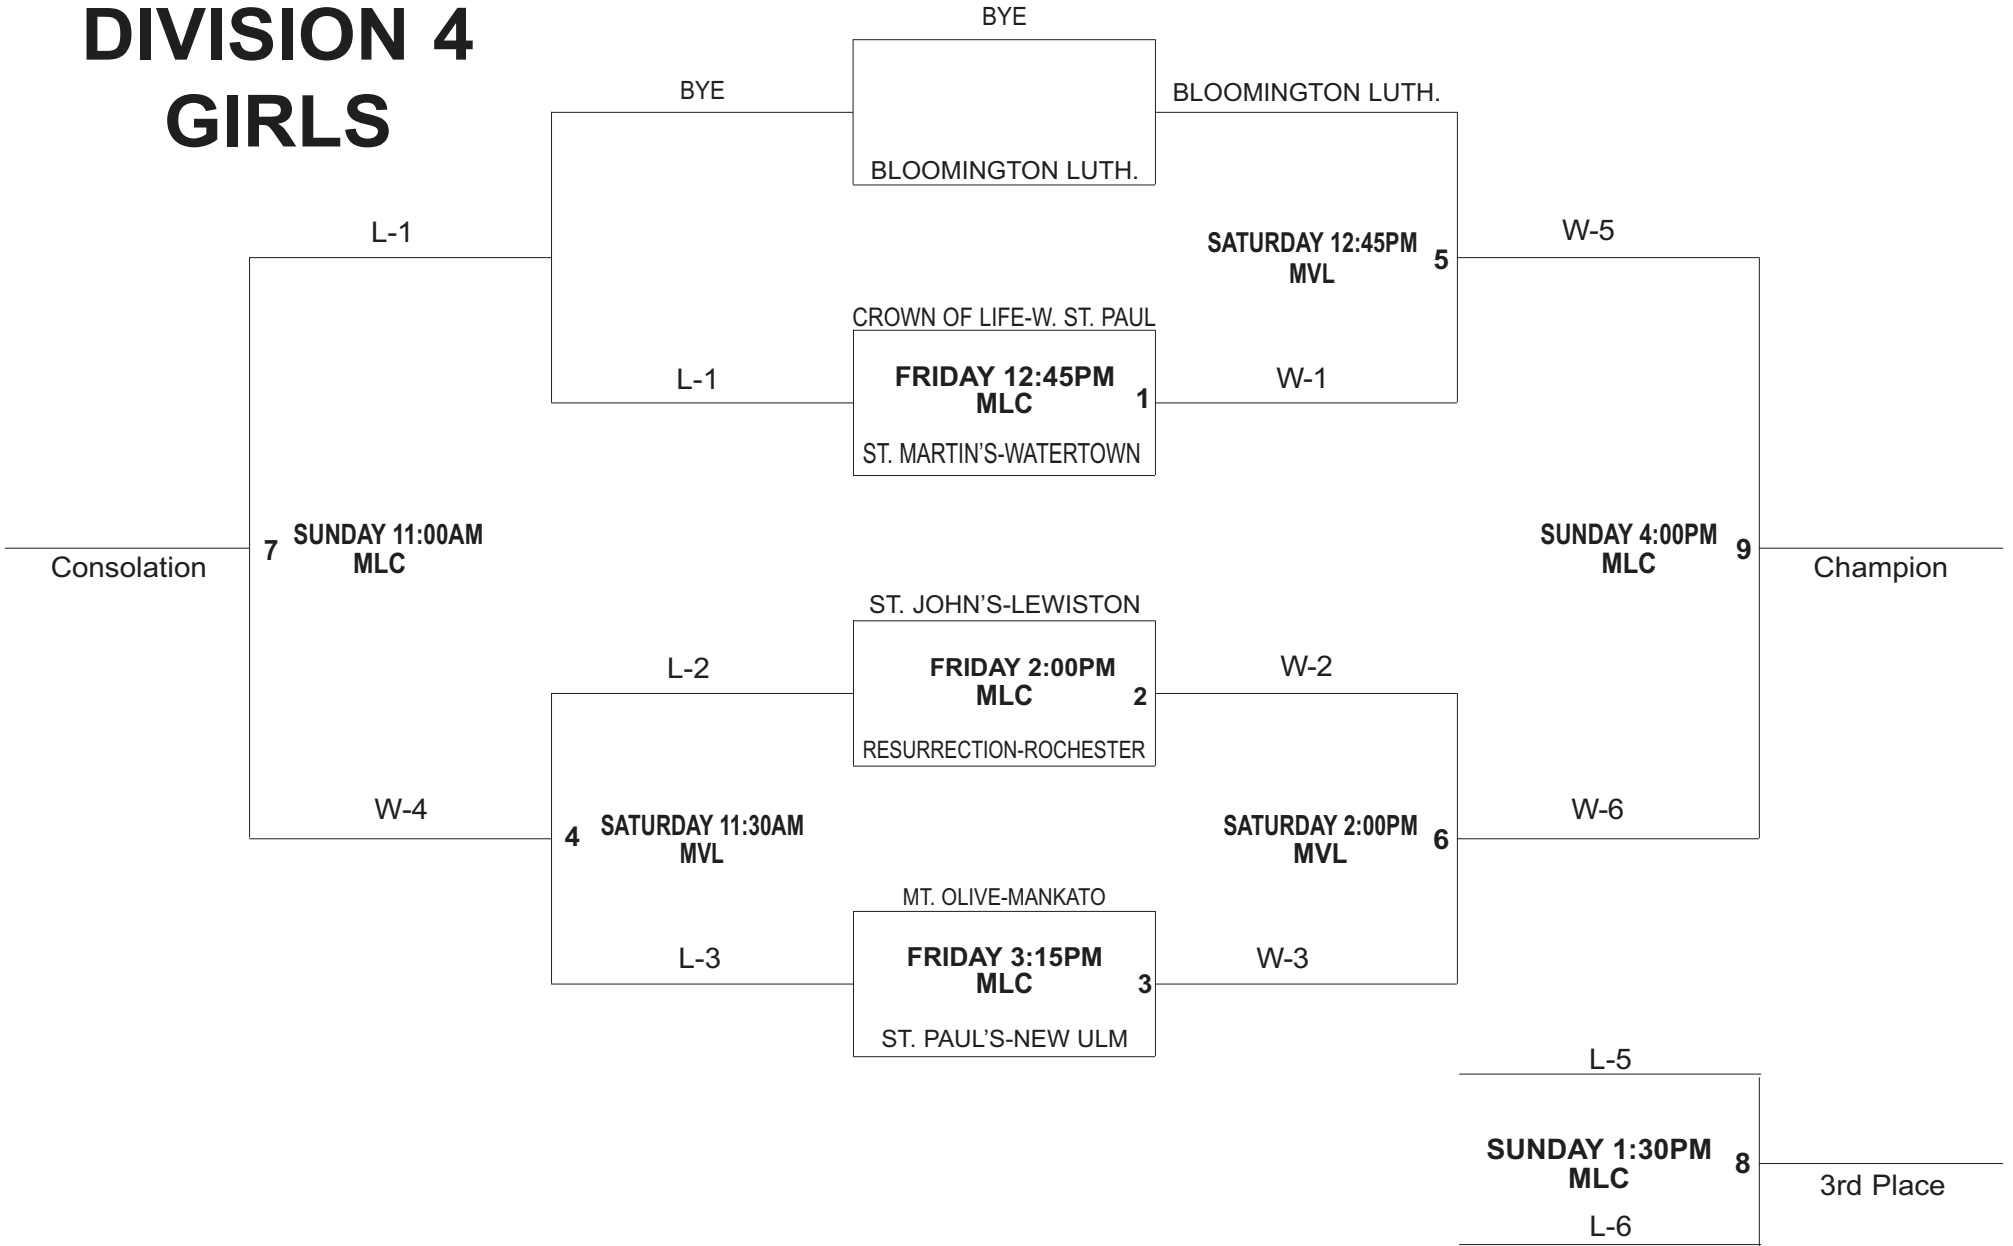 DIVISION 4
GIRLS
BYE
BYE
BLOOMINGTON LUTH.
BLOOMINGTON LUTH.
L-1
SATURDAY 12:45PM
MVL
5
W-5
CROWN OF LIFE-W. ST. PAUL
L-1
FRIDAY 12:45PM
MLC
1
W-1
ST. MARTIN'S-WATERTOWN
Consolation
7
SUNDAY 11:00AM
MLC
SUNDAY 4:00PM
MLC
9
Champion
ST. JOHN'S-LEWISTON
L-2
FRIDAY 2:00PM
MLC
2
W-2
RESURRECTION-ROCHESTER
W-4
4
SATURDAY 11:30AM
MVL
SATURDAY 2:00PM
MVL
6
W-6
MT. OLIVE-MANKATO
L-3
FRIDAY 3:15PM
MLC
3
W-3
ST. PAUL'S-NEW ULM
L-5
SUNDAY 1:30PM
MLC
8
3rd Place
L-6